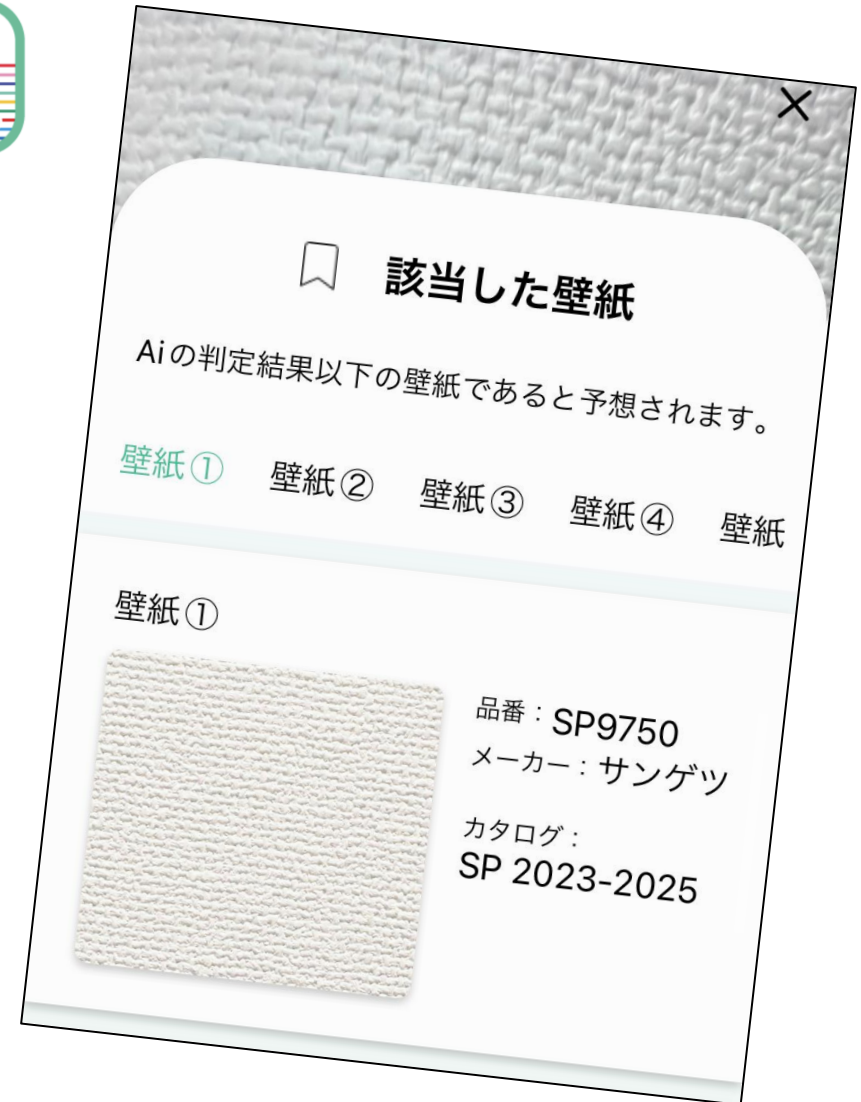 該当した壁紙
Aiの判定結果以下の壁紙であると予想されます。
壁紙① 壁紙② 壁紙③ 壁紙④ 壁紙
壁紙①
品番：SP9750
メーカー：サンゲツ
カタログ：
SP 2023-2025